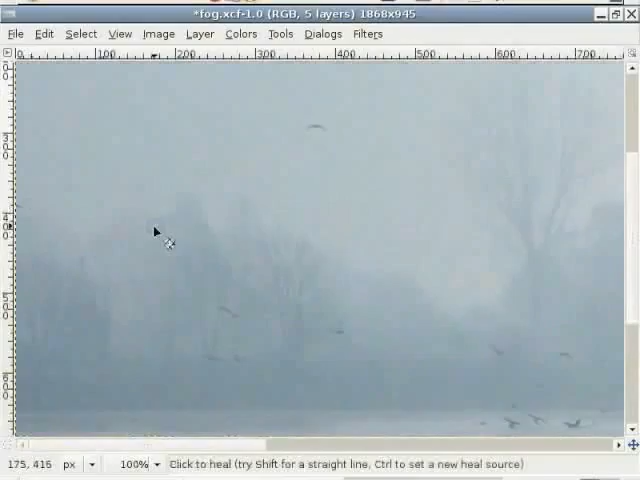 *fog.xcf-1.0 (RGB, 5 layers) 1868x945
File Edit Select View Image Layer Colors Tools Dialogs Filters
0 100 200 300 400 500 600 700
175, 416 px 100% Click to heal (try Shift for a straight line, Ctrl to set a new heal source)